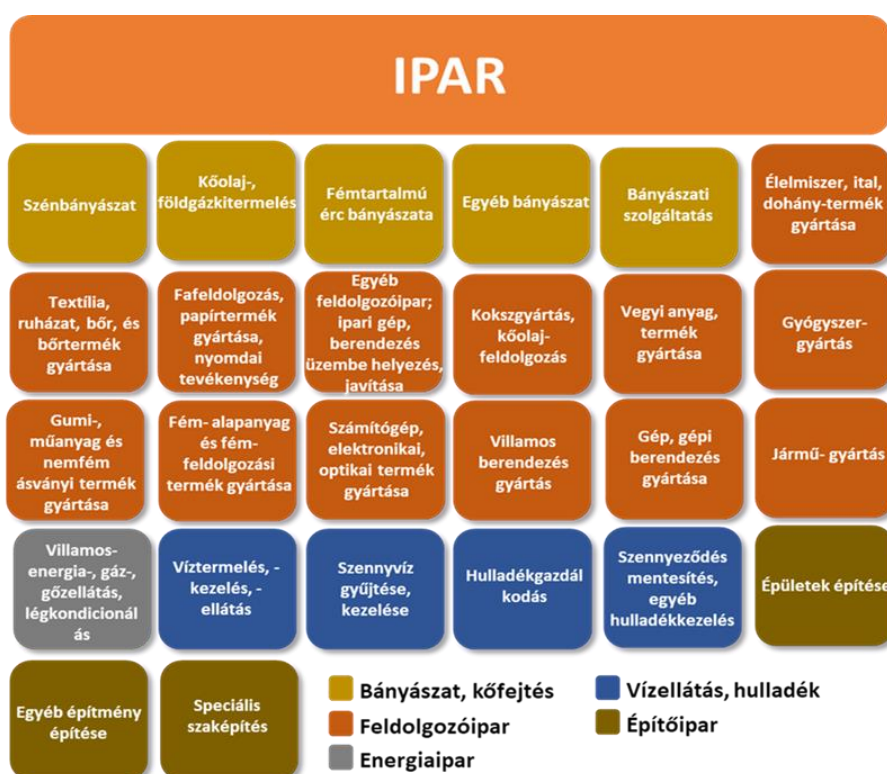 IPAR
Szénbányászat
Kőolaj-,
földgázkitermelés
Fémtartalmú
érc bányászata
Egyéb bányászat
Bányászati
szolgáltatás
Élelmiszer, ital,
dohány-termék
gyártása
Textília,
ruházat, bőr, és
bőrtermék
gyártása
Fafeldolgozás,
papírtermék
gyártása,
nyomdai
tevékenység
Egyéb
feldolgozóipar;
ipari gép,
berendezés
üzembe helyezés,
javítása
Kokszgyártás,
kőolaj-
feldolgozás
Vegyi anyag,
termék
gyártása
Gyógyszer-
gyártás
Gumi-,
műanyag és
nemfém
ásványi termék
gyártása
Fém- alapanyag
és fém-
feldolgozási
termék gyártása
Számítógép,
elektronikai,
optikai termék
gyártása
Villamos
berendezés
gyártás
Gép, gépi
berendezés
gyártása
Jármű- gyártás
Villamos-
energia-, gáz-,
gőzellátás,
légkondicionál
ás
Víztermelés, -
kezelés, -
ellátás
Szennyvíz
gyűjtése,
kezelése
Hulladékgazdál
kodás
Szennyeződés
mentesítés,
egyéb
hulladékkezelés
Épületek építése
Egyéb építmény
építése
Speciális
szaképítés
Bányászat, kőfejtés
Feldolgozóipar
Energiaipar
Vízellátás, hulladék
Építőipar